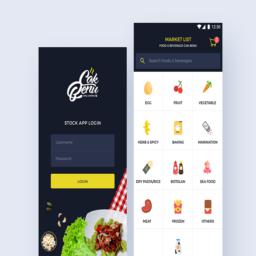 Cak Benu
STOCK APP LOGIN
Username
Password
LOGIN
12:30
MARKET LIST
FOOD & BEVERAGE CAK BENU
Search foods & beverages
EGG
FRUIT
VEGETABLE
HERB & SPICY
BAKING
MARINATION
DRY PASTA/RICE
BOTOLAN
SEA FOOD
MEAT
FROZEN
OTHERS